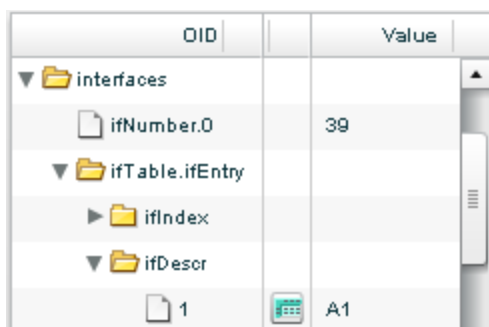 OID Value
interfaces
ifNumber.0 39
ifTable.ifEntry
ifIndex
ifDescr
1 A1